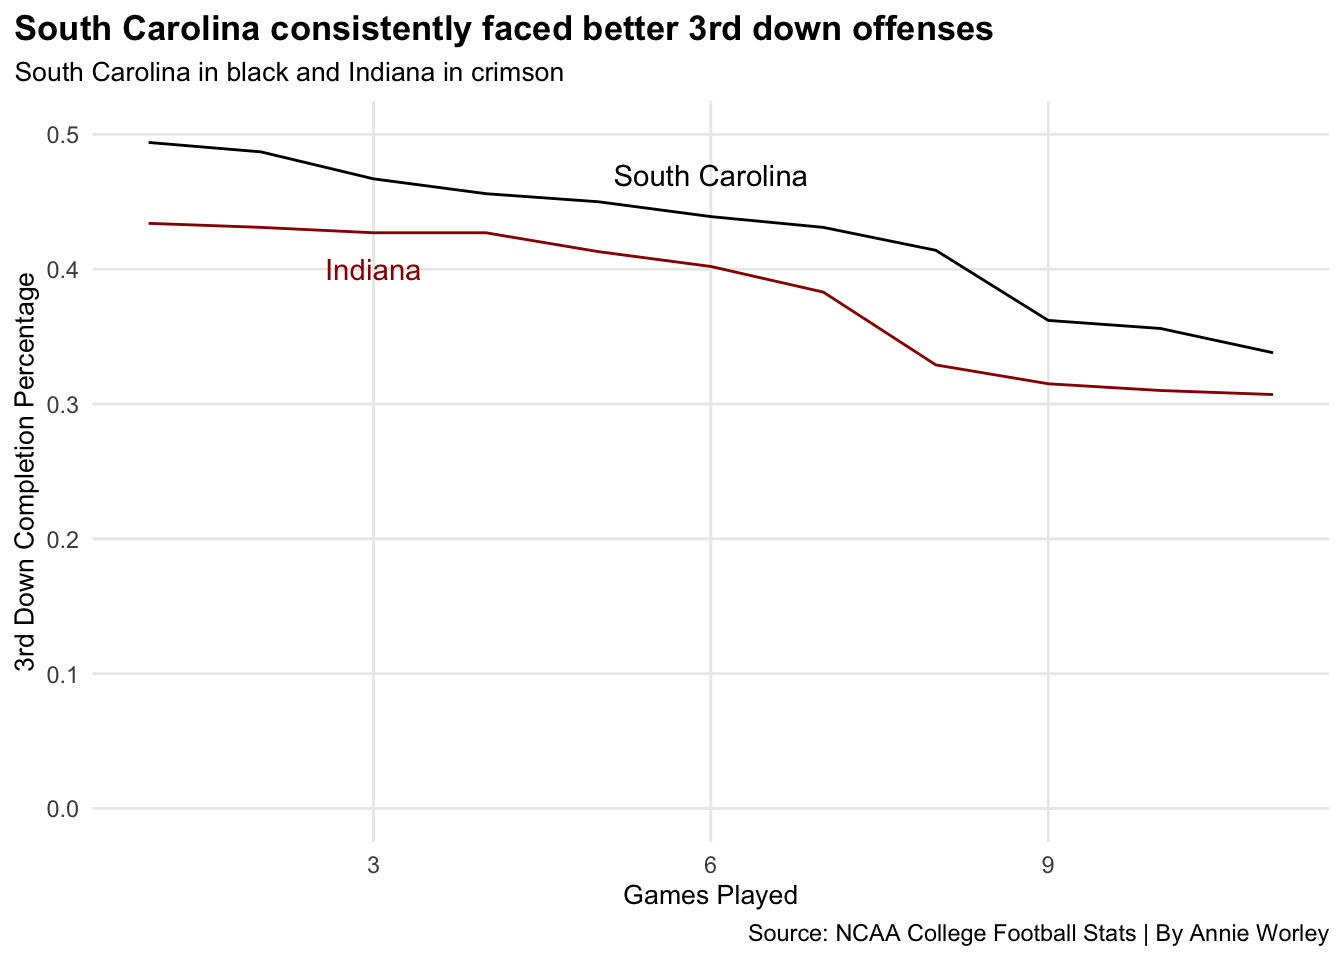 South Carolina consistently faced better 3rd down offenses
South Carolina in black and Indiana in crimson
3rd Down Completion Percentage
0.5
0.4
0.3
0.2
0.1
0.0
South Carolina
Indiana
3
6
9
Games Played
Source: NCAA College Football Stats | By Annie Worley